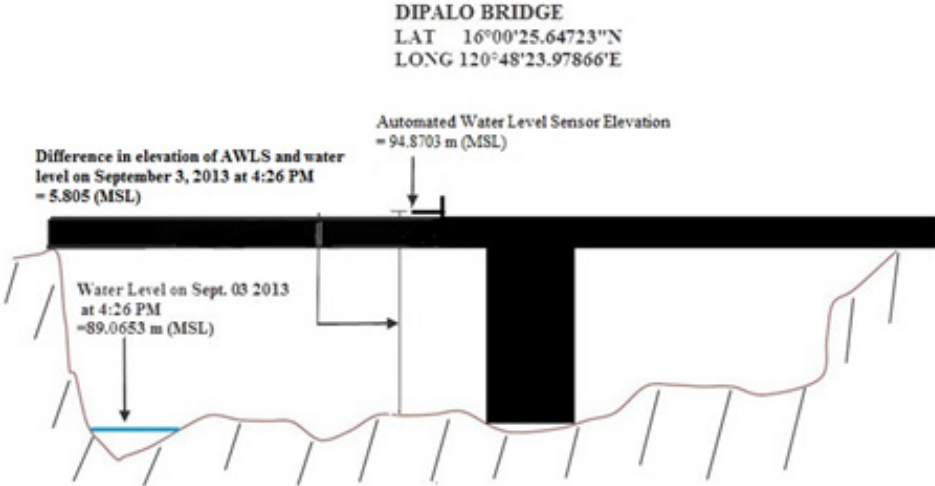 DIPALO BRIDGE
LAT 16°00'25.64723"N
LONG 120°48'23.97866'E
Automated Water Level Sensor Elevation
= 94.8703 m (MSL)
Difference in elevation of AWLS and water
level on September 3, 2013 at 4:26 PM
= 5.805 (MSL)
Water Level on Sept. 03 2013
at 4:26 PM
=89.0653 m (MSL)